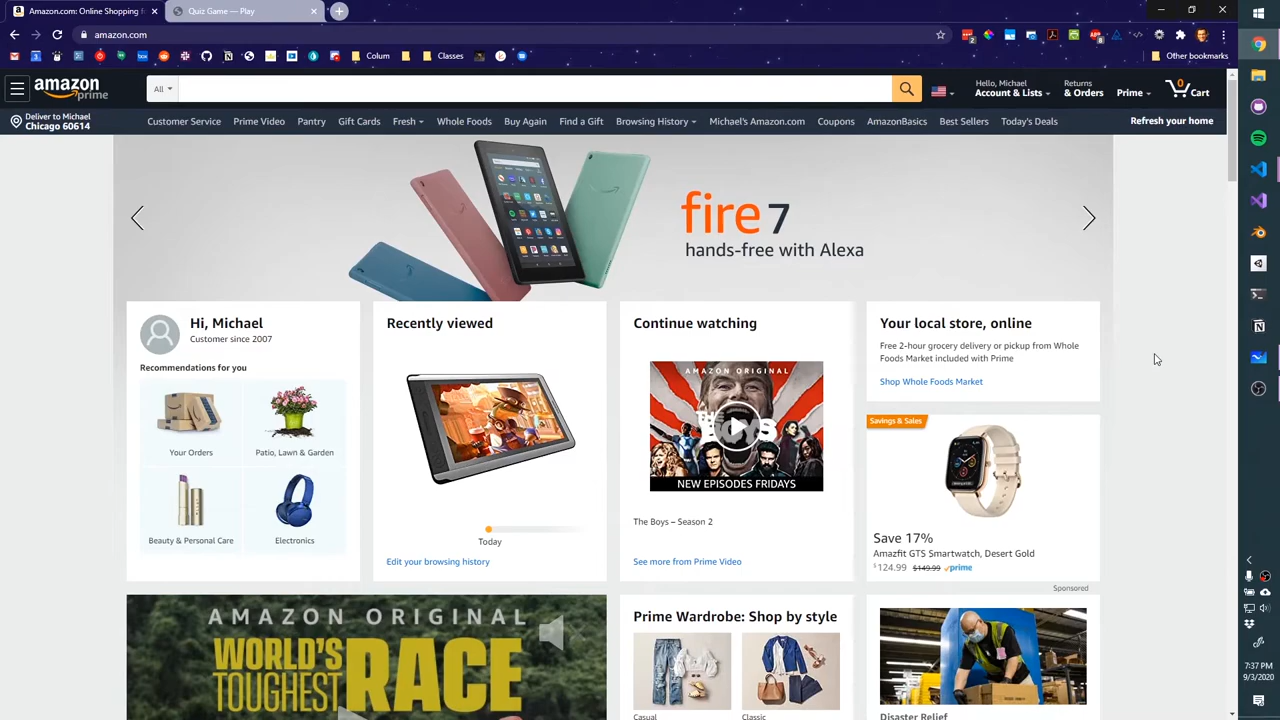 Amazon.com: Online Shopping f
Quiz Game — Play
amazon.com
Colum
Classes
Other bookmarks
amazon
prime
All
Hello, Michael
Account & Lists
Returns
& Orders
Prime
0
Cart
Deliver to Michael
Chicago 60614
Customer Service
Prime Video
Pantry
Gift Cards
Fresh
Whole Foods
Buy Again
Find a Gift
Browsing History
Michael's Amazon.com
Coupons
AmazonBasics
Best Sellers
Today's Deals
Refresh your home
fire 7
hands-free with Alexa
Hi, Michael
Customer since 2007
Recommendations for you
Your Orders
Patio, Lawn & Garden
Beauty & Personal Care
Electronics
Recently viewed
Today
Edit your browsing history
Continue watching
AMAZON ORIGINAL
THE BOYS
NEW EPISODES FRIDAYS
The Boys – Season 2
See more from Prime Video
Your local store, online
Free 2-hour grocery delivery or pickup from Whole
Foods Market included with Prime
Shop Whole Foods Market
Savings & Sales
Save 17%
Amazfit GTS Smartwatch, Desert Gold
$124.99 $149.99 prime
Sponsored
AMAZON ORIGINAL
WORLD'S
TOUGHEST
RACE
Prime Wardrobe: Shop by style
Casual
Classic
Disaster Relief
7:37 PM
9/3/2020